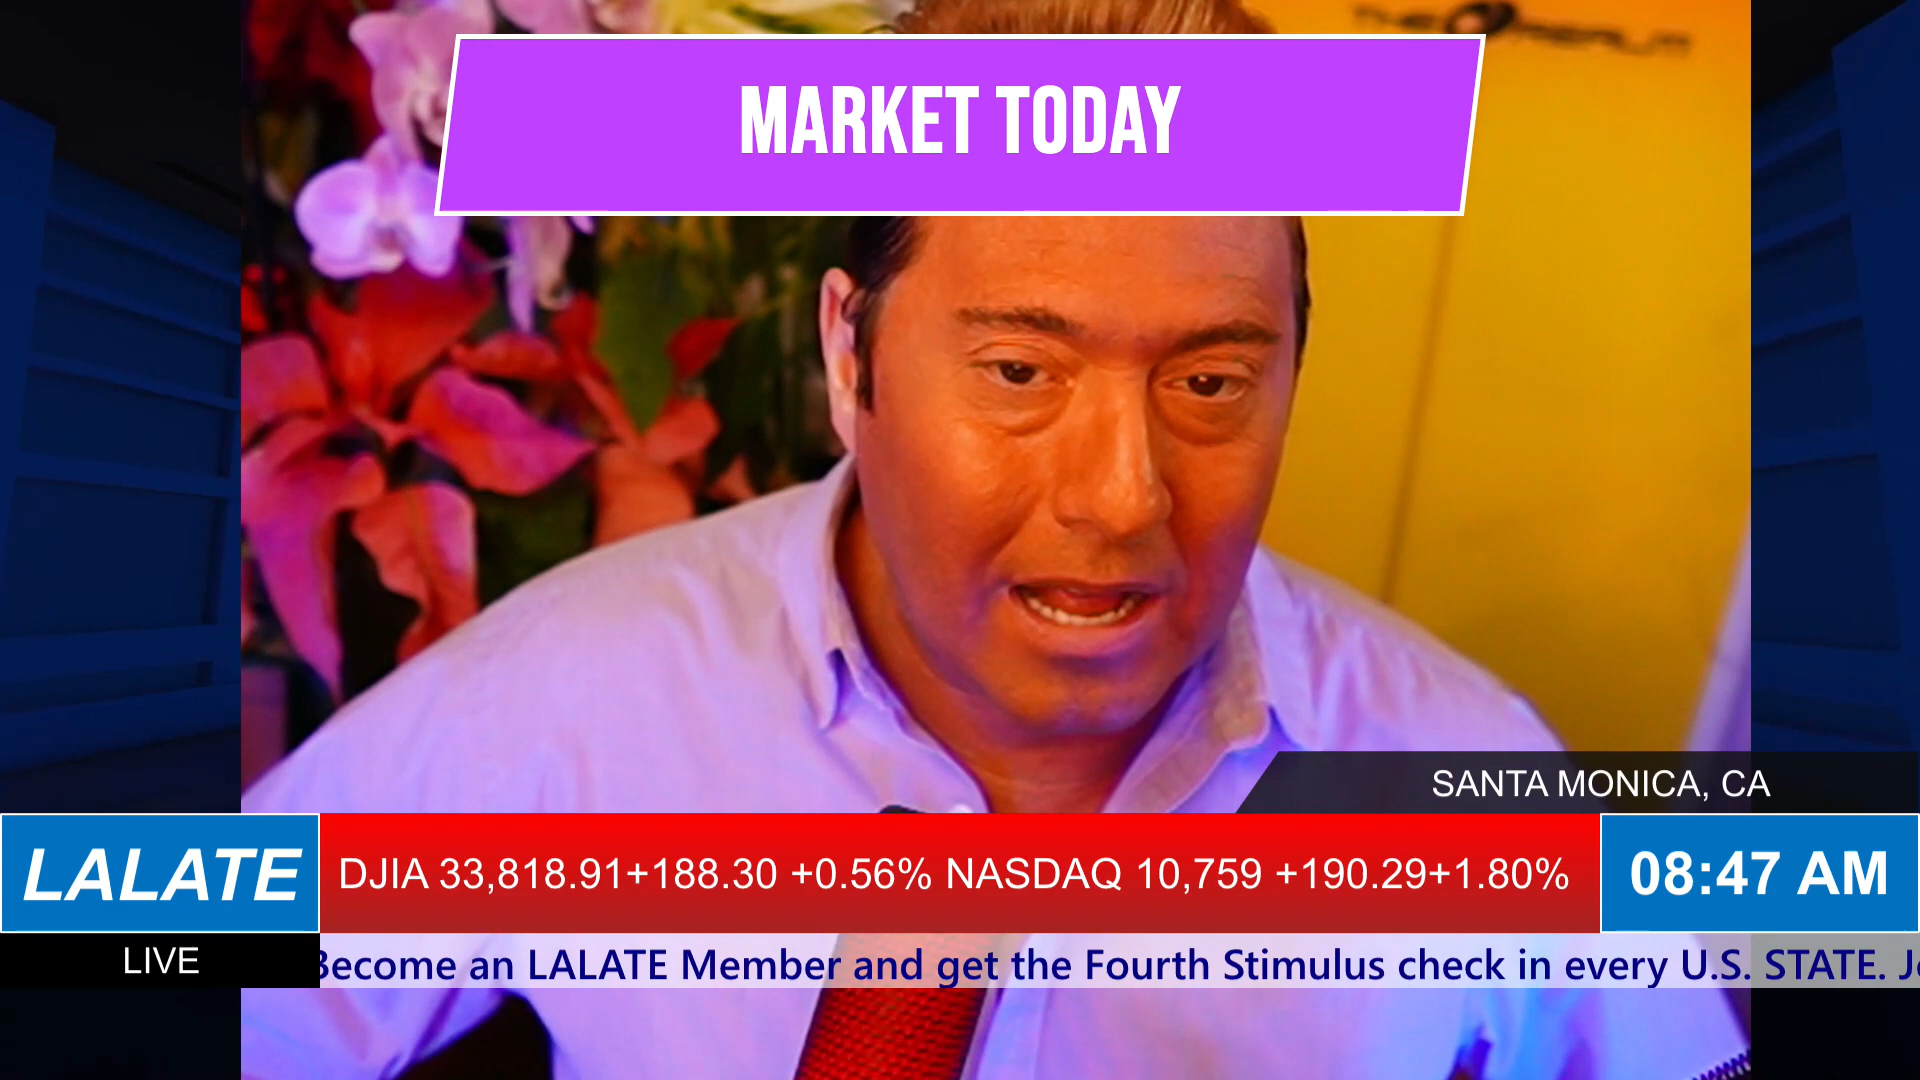 MARKET TODAY
SANTA MONICA, CA
LALATE
DJIA 33,818.91+188.30 +0.56% NASDAQ 10,759 +190.29+1.80%
08:47 AM
LIVE
Become an LALATE Member and get the Fourth Stimulus check in every U.S. STATE.